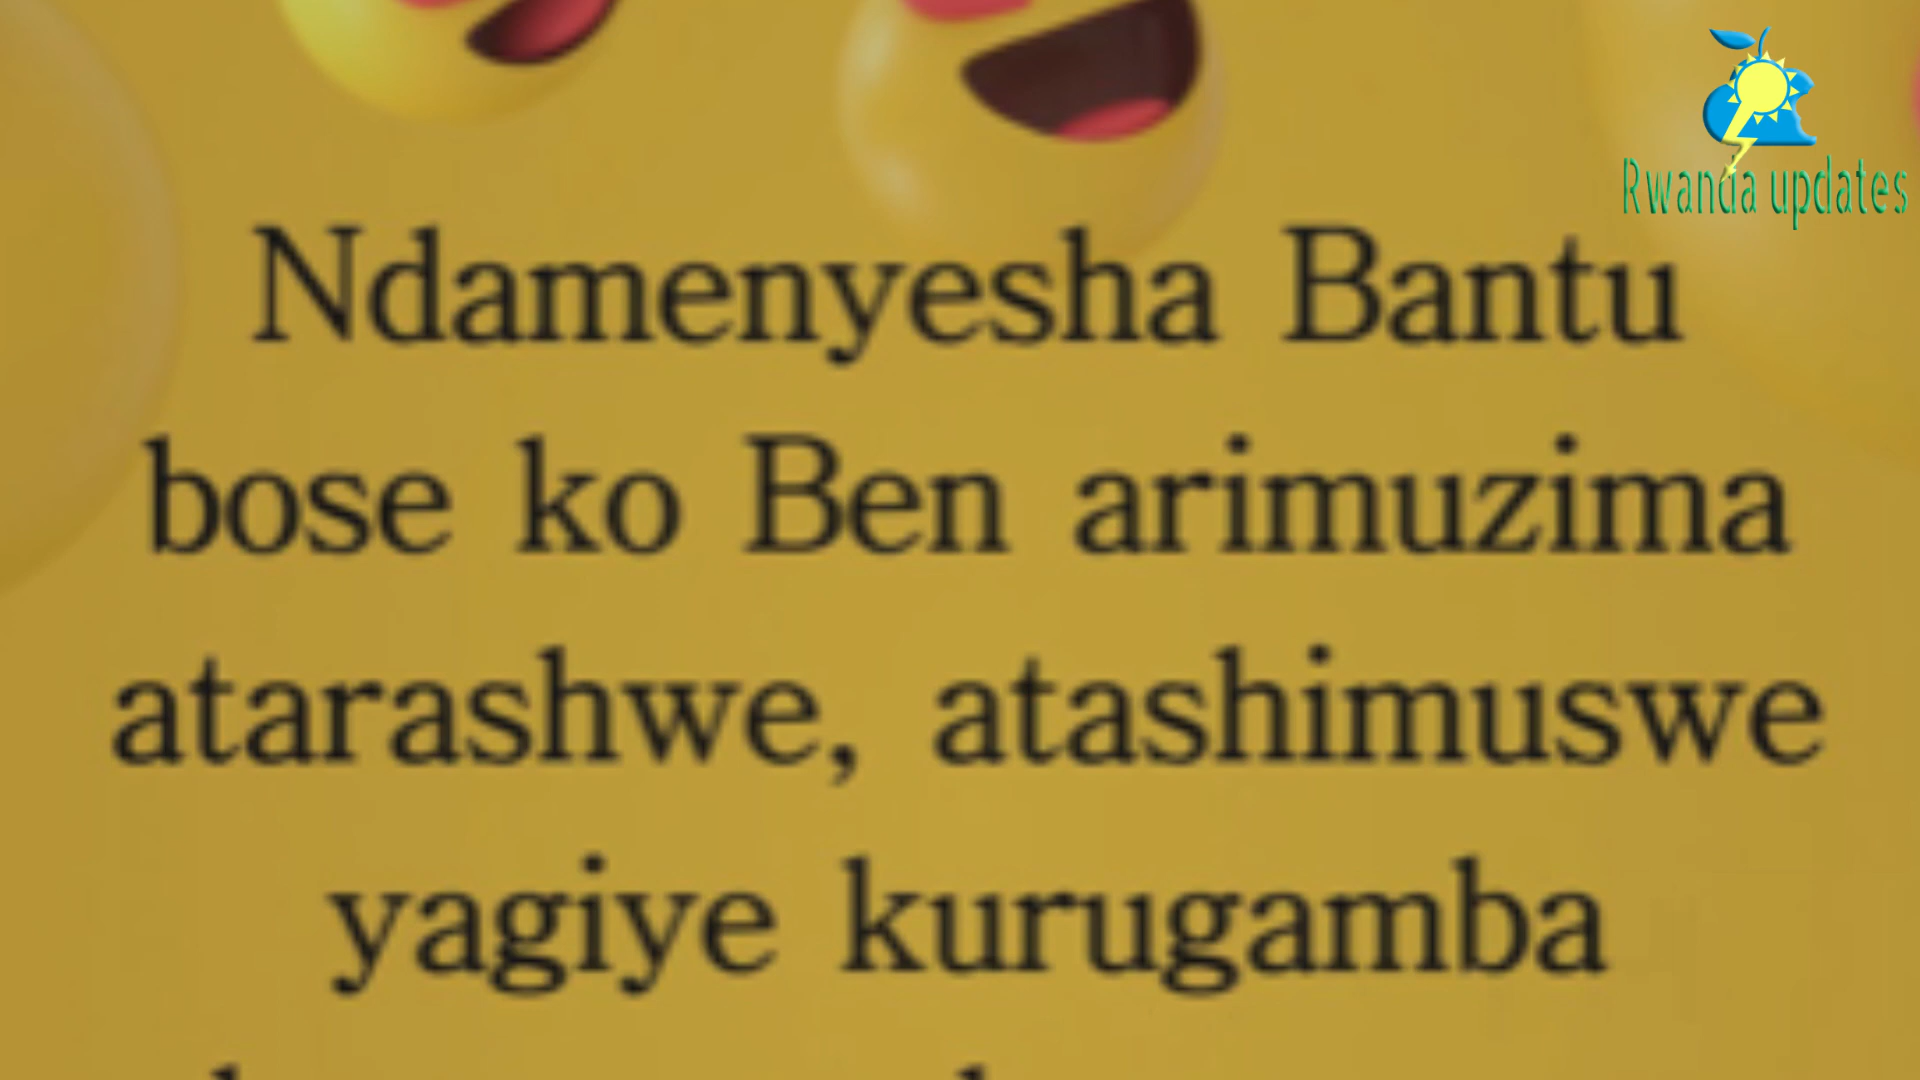 Rwanda updates
Ndamenyesha Bantu
bose ko Ben arimuzima
atarashwe, atashimuswe
yagiye kurugamba